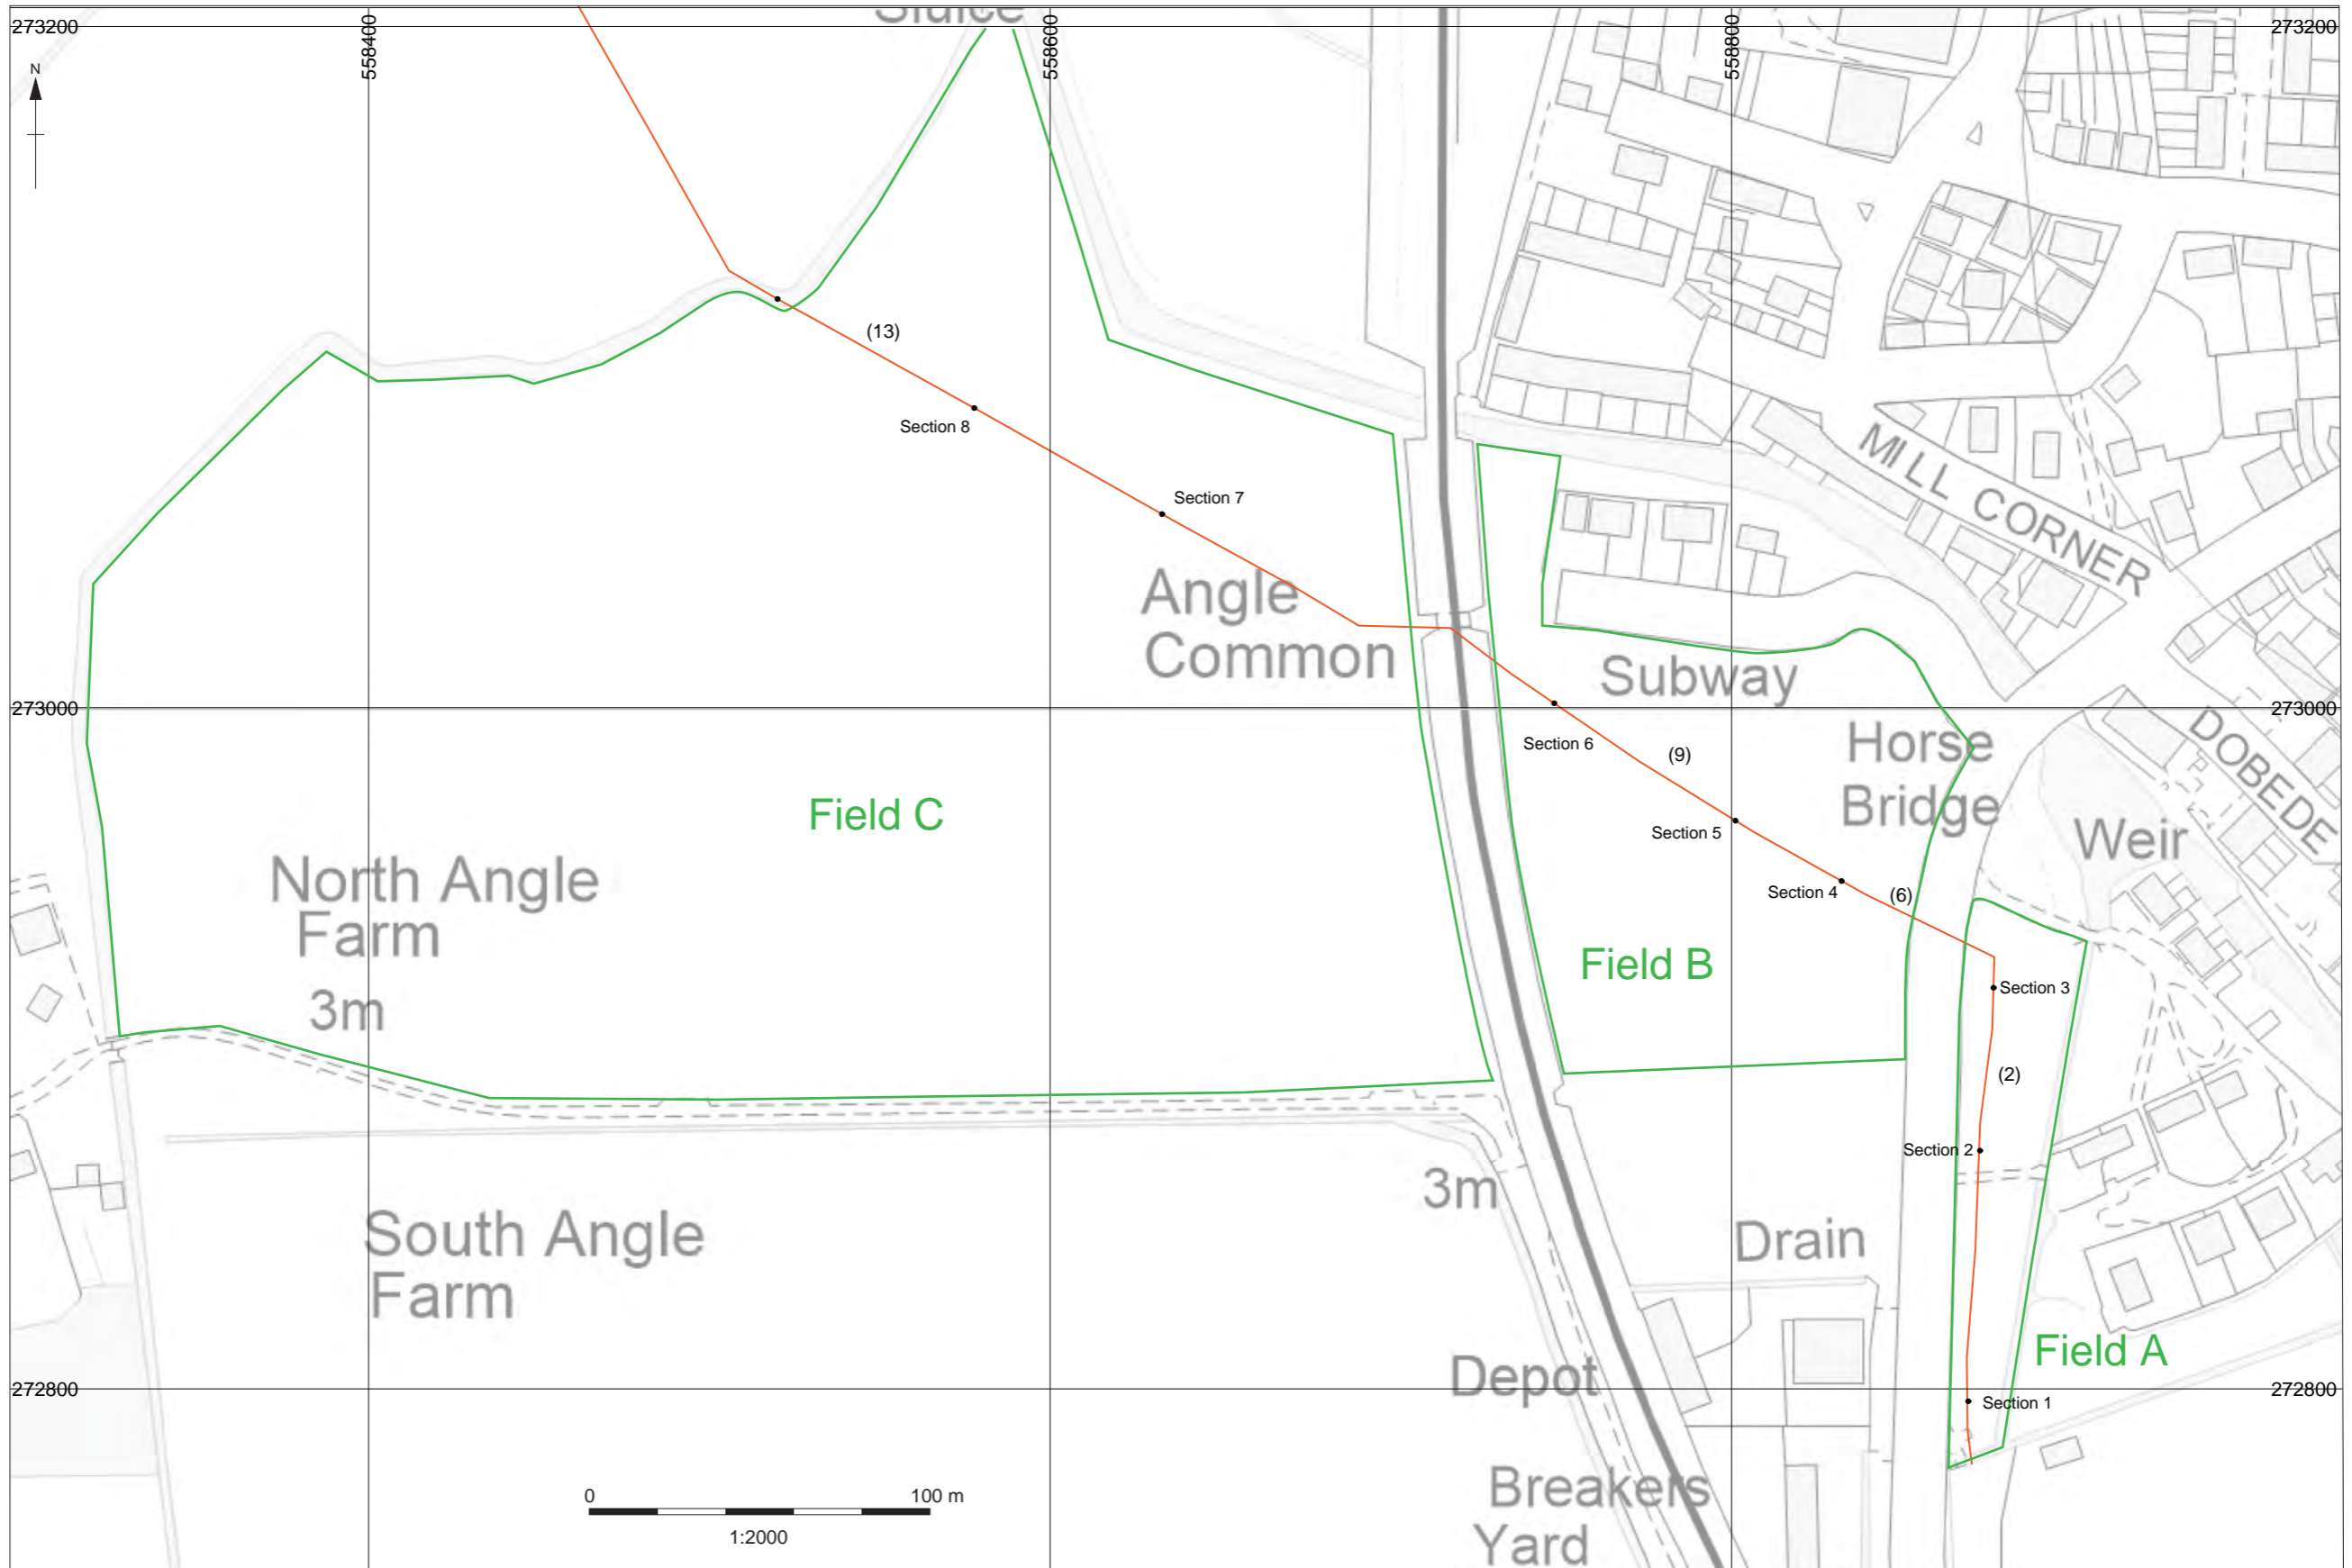 Sluice
273200
558400
558600
558800
273200
N
(13)
Section 8
Section 7
MILL CORNER
Angle
Common
Subway
273000
273000
Section 6
(9)
Horse
Bridge
DOBEDE
Field C
Section 5
Weir
North Angle
Farm
Section 4
(6)
Field B
3m
Section 3
(2)
Section 2
3m
South Angle
Farm
Drain
Field A
Depot
272800
272800
Section 1
Breakers
Yard
0 100 m
1:2000